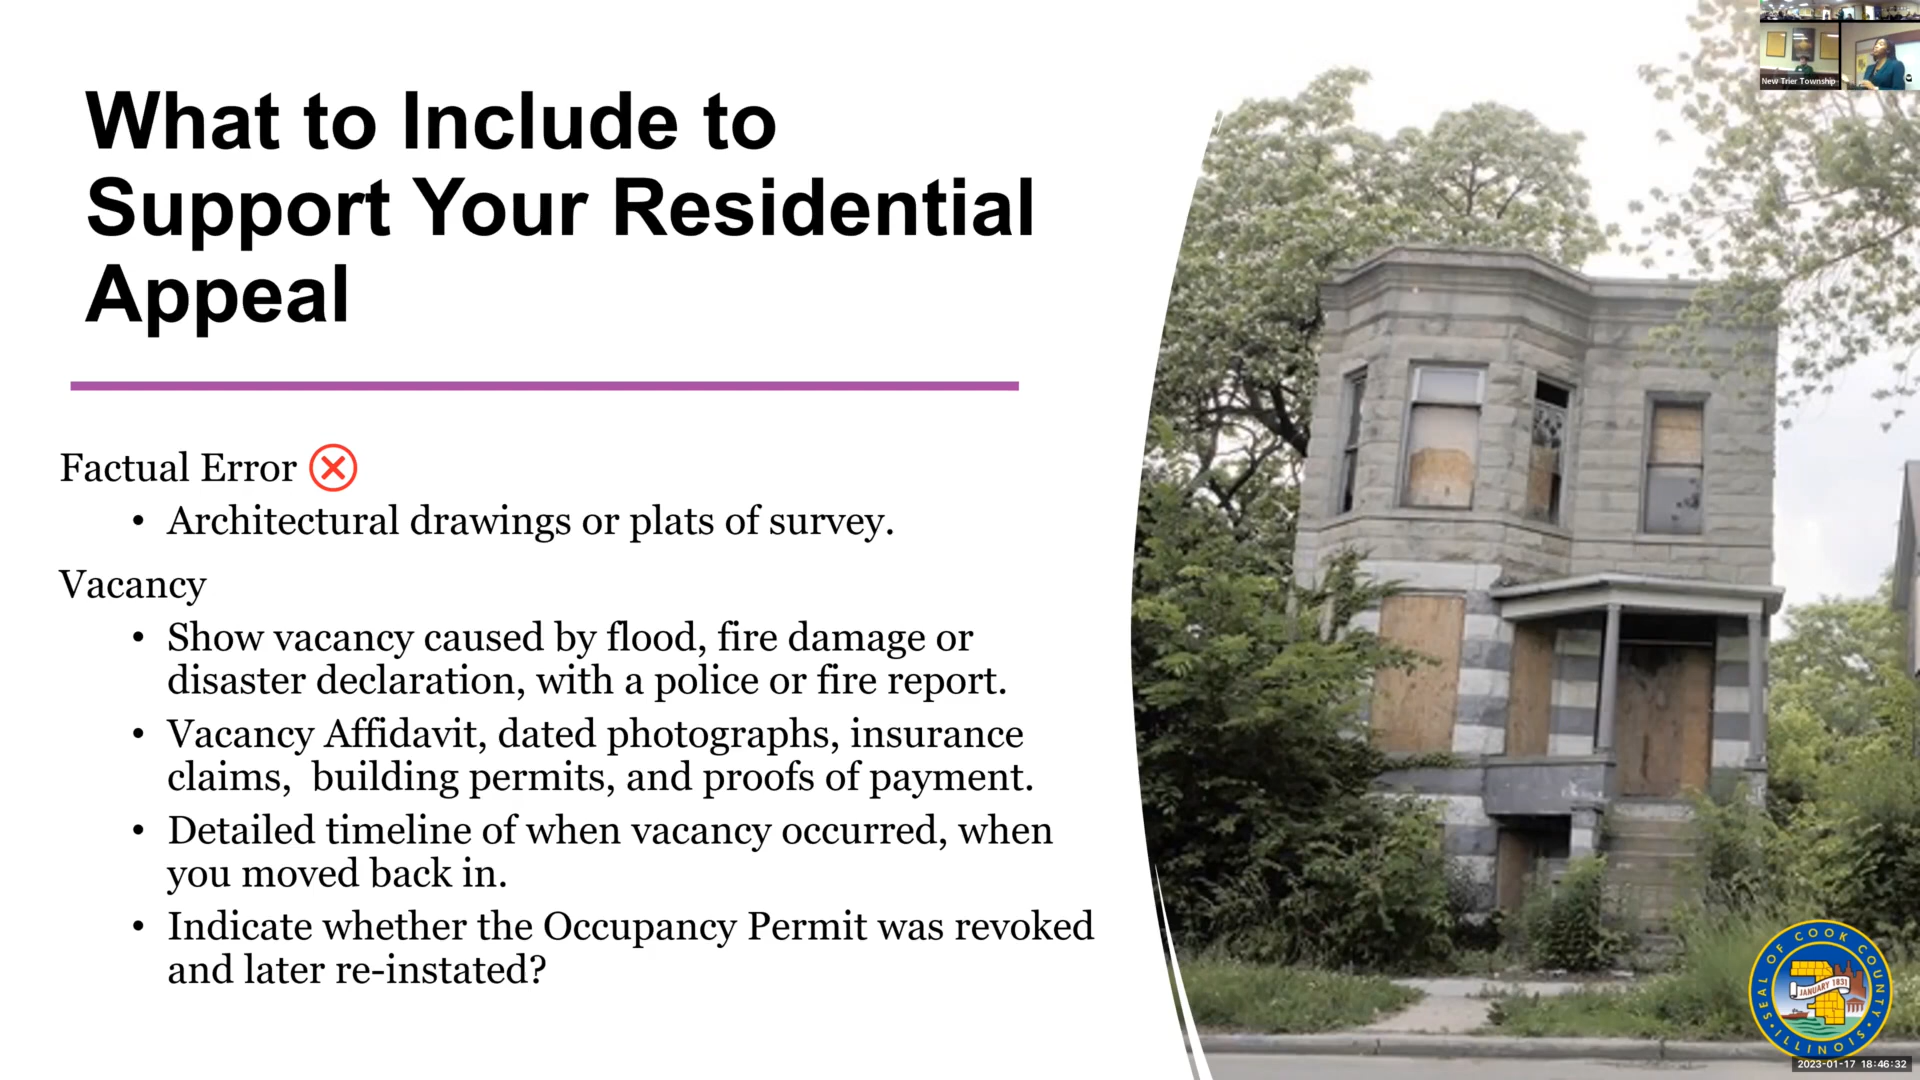 New Trier Township
What to Include to
Support Your Residential
Appeal
Factual Error
• Architectural drawings or plats of survey.
Vacancy
• Show vacancy caused by flood, fire damage or
disaster declaration, with a police or fire report.
• Vacancy Affidavit, dated photographs, insurance
claims,  building permits, and proofs of payment.
• Detailed timeline of when vacancy occurred, when
you moved back in.
• Indicate whether the Occupancy Permit was revoked
and later re-instated?
SEAL OF COOK COUNTY
JANUARY 1831
ILLINOIS
2023-01-17 18:46:32